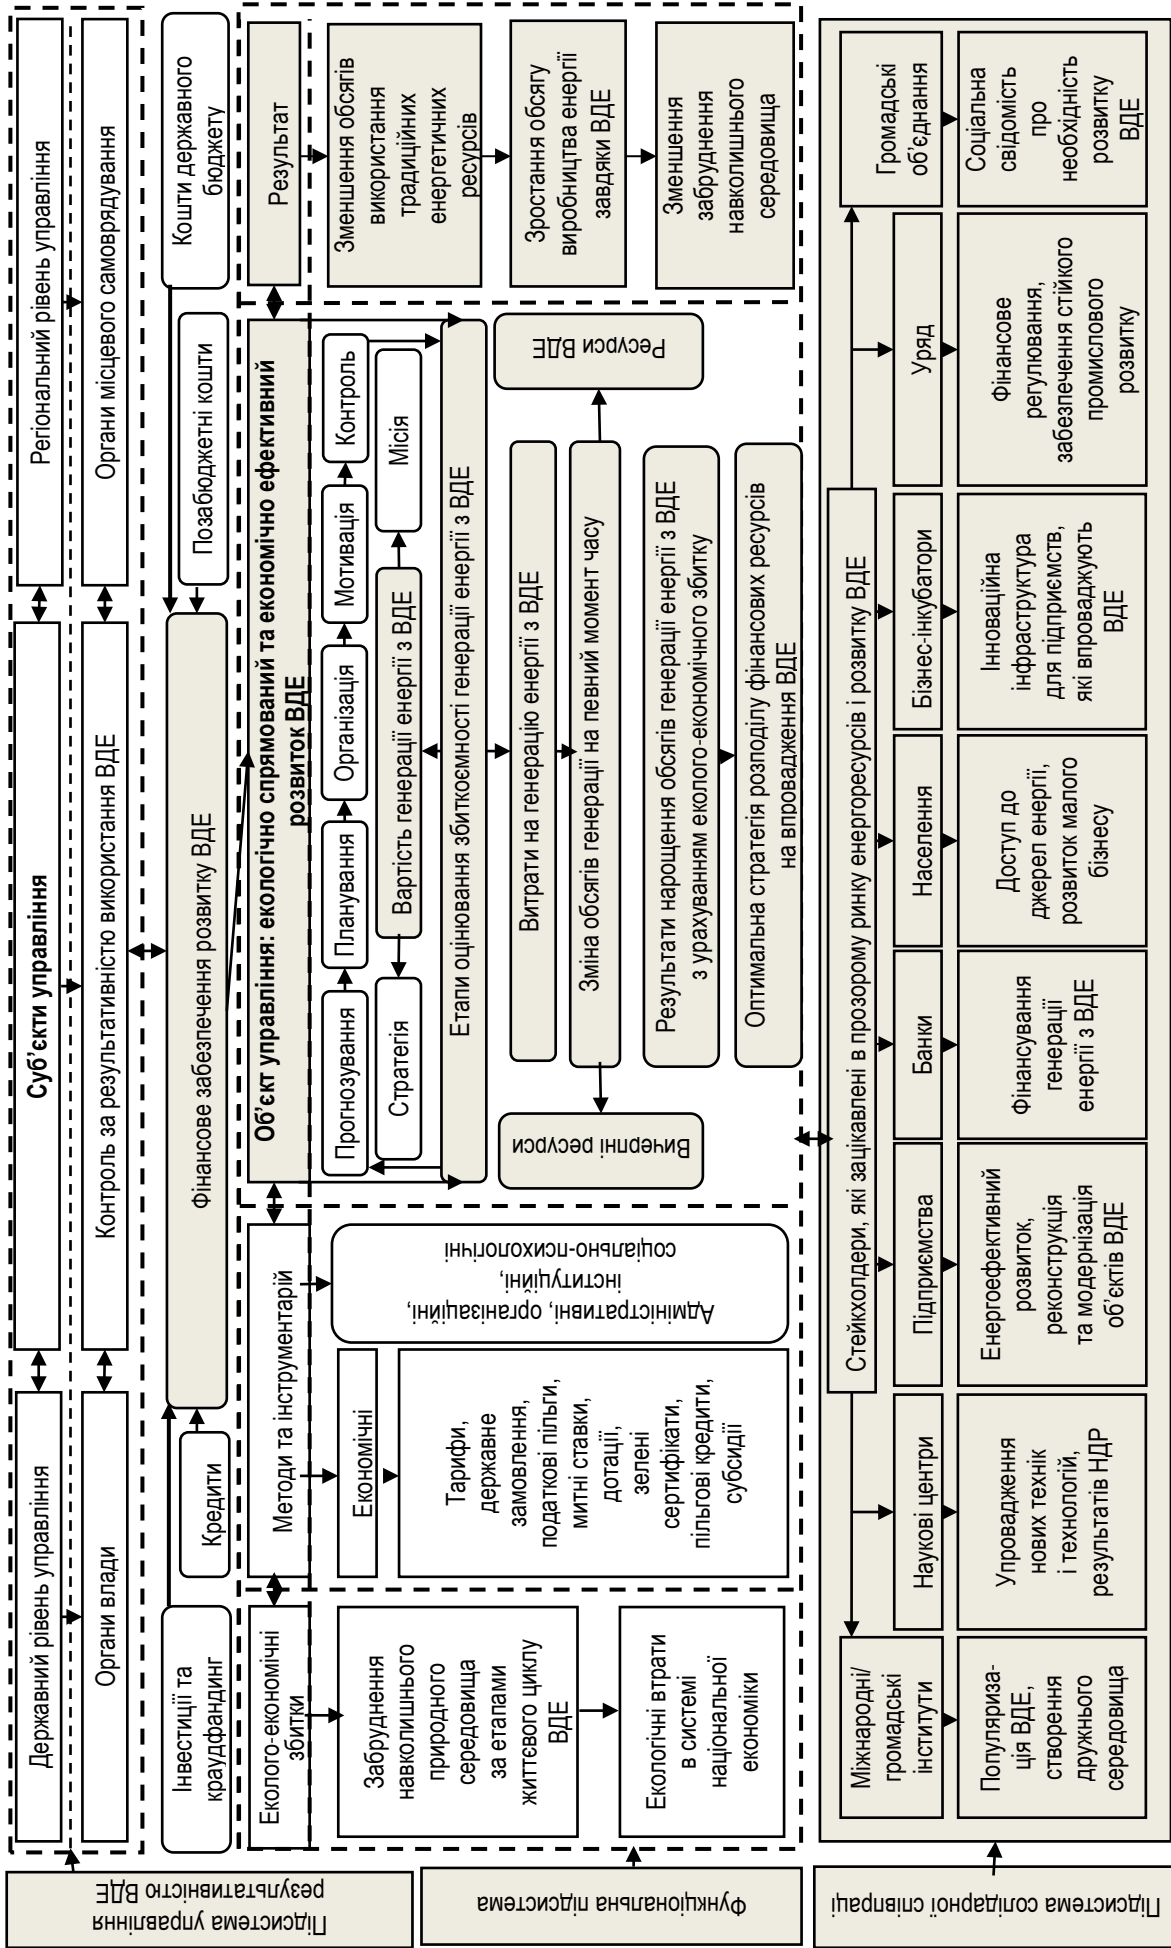 Підсистема управління
результативністю ВДЕ
Державний рівень управління
Суб’єкти управління
Регіональний рівень управління
Органи влади
Контроль за результативністю використання ВДЕ
Органи місцевого самоврядування
Інвестиції та
краудфандинг
Кредити
Фінансове забезпечення розвитку ВДЕ
Позабюджетні кошти
Кошти державного
бюджету
Функціональна підсистема
Еколого-економічні
збитки
Забруднення
навколишнього
природного
середовища
за етапами
життєвого циклу
ВДЕ
Екологічні втрати
в системі
національної
економіки
Методи та інструментарій
Економічні
Тарифи,
державне
замовлення,
податкові пільги,
митні ставки,
дотації,
зелені
сертифікати,
пільгові кредити,
субсидії
Адміністративні, організаційні,
інституційні,
соціально-психологічні
Об’єкт управління: екологічно спрямований та економічно ефективний
розвиток ВДЕ
Прогнозування
Планування
Організація
Мотивація
Контроль
Стратегія
Вартість генерації енергії з ВДЕ
Місія
Етапи оцінювання збиткоємності генерації енергії з ВДЕ
Витрати на генерацію енергії з ВДЕ
Вичерпні ресурси
Зміна обсягів генерації на певний момент часу
Ресурси ВДЕ
Результати нарощення обсягів генерації енергії з ВДЕ
з урахуванням еколого-економічного збитку
Оптимальна стратегія розподілу фінансових ресурсів
на впровадження ВДЕ
Результат
Зменшення обсягів
використання
традиційних
енергетичних
ресурсів
Зростання обсягу
виробництва енергії
завдяки ВДЕ
Зменшення
забруднення
навколишнього
середовища
Підсистема солідарної співпраці
Стейкхолдери, які зацікавлені в прозорому ринку енергоресурсів і розвитку ВДЕ
Міжнародні/
громадські
інститути
Наукові центри
Підприємства
Банки
Населення
Бізнес-інкубатори
Уряд
Громадські
об’єднання
Популяриза-
ція ВДЕ,
створення
дружнього
середовища
Упровадження
нових технік
і технологій,
результатів НДР
Енергоефективний
розвиток,
реконструкція
та модернізація
об’єктів ВДЕ
Фінансування
генерації
енергії з ВДЕ
Доступ до
джерел енергії,
розвиток малого
бізнесу
Інноваційна
інфраструктура
для підприємств,
які впроваджують
ВДЕ
Фінансове
регулювання,
забезпечення стійкого
промислового
розвитку
Соціальна
свідомість
про
необхідність
розвитку
ВДЕ